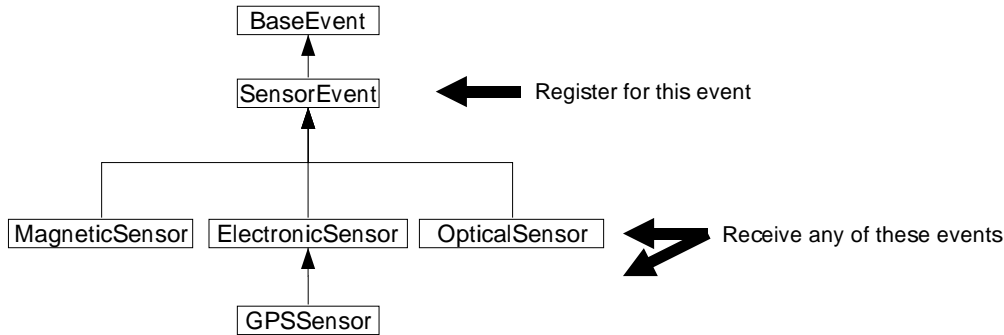 BaseEvent
SensorEvent
Register for this event
MagneticSensor
ElectronicSensor
OpticalSensor
Receive any of these events
GPSSensor